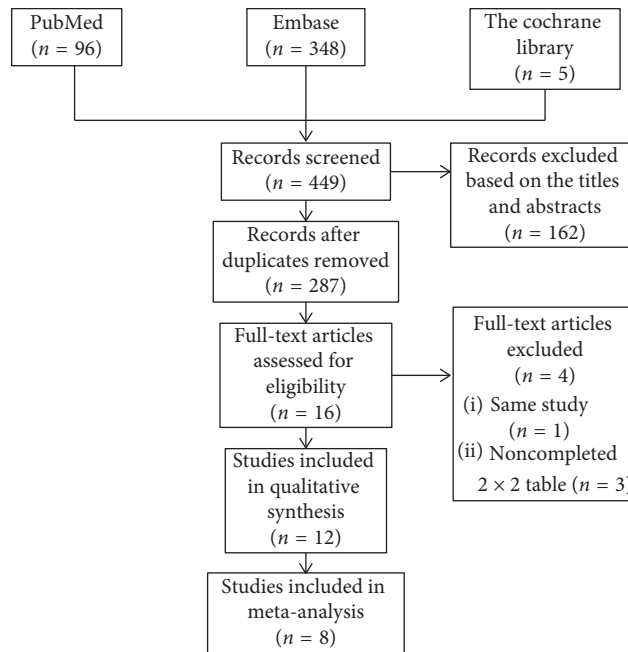 PubMed
(n = 96)
Embase
(n = 348)
The cochrane
library
(n = 5)
Records screened
(n = 449)
Records excluded
based on the titles
and abstracts
(n = 162)
Records after
duplicates removed
(n = 287)
Full-text articles
assessed for
eligibility
(n = 16)
Full-text articles
excluded
(n = 4)
(i) Same study
(n = 1)
(ii) Noncompleted
2 × 2 table (n = 3)
Studies included
in qualitative
synthesis
(n = 12)
Studies included in
meta-analysis
(n = 8)